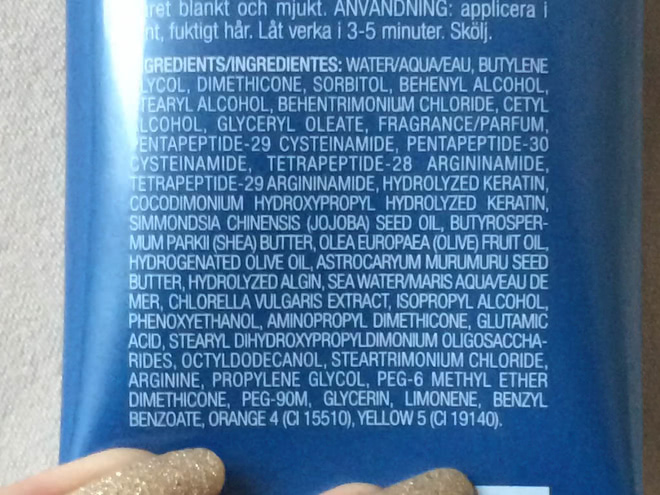 håret blankt och mjukt. ANVÄNDNING: applicera i
fuktigt hår. Låt verka i 3-5 minuter. Skölj.
INGREDIENTS/INGREDIENTES: WATER/AQUA/EAU, BUTYLENE
GLYCOL, DIMETHICONE, SORBITOL, BEHENYL ALCOHOL,
STEARYL ALCOHOL, BEHENTRIMONIUM CHLORIDE, CETYL
ALCOHOL, GLYCERYL OLEATE, FRAGRANCE/PARFUM,
PENTAPEPTIDE-29 CYSTEINAMIDE, PENTAPEPTIDE-30
CYSTEINAMIDE, TETRAPEPTIDE-28 ARGININAMIDE,
TETRAPEPTIDE-29 ARGININAMIDE, HYDROLYZED KERATIN,
COCODIMONIUM HYDROXYPROPYL HYDROLYZED KERATIN,
SIMMONDSIA CHINENSIS (JOJOBA) SEED OIL, BUTYROSPER-
MUM PARKII (SHEA) BUTTER, OLEA EUROPAEA (OLIVE) FRUIT OIL,
HYDROGENATED OLIVE OIL, ASTROCARYUM MURUMURU SEED
BUTTER, HYDROLYZED ALGIN, SEA WATER/MARIS AQUA/EAU DE
MER, CHLORELLA VULGARIS EXTRACT, ISOPROPYL ALCOHOL,
PHENOXYETHANOL, AMINOPROPYL DIMETHICONE, GLUTAMIC
ACID, STEARYL DIHYDROXYPROPYLDIMONIUM OLIGOSACCHA-
RIDES, OCTYLDODECANOL, STEARTRIMONIUM CHLORIDE,
ARGININE, PROPYLENE GLYCOL, PEG-6 METHYL ETHER
DIMETHICONE, PEG-90M, GLYCERIN, LIMONENE, BENZYL
BENZOATE, ORANGE 4 (CI 15510), YELLOW 5 (CI 19140).